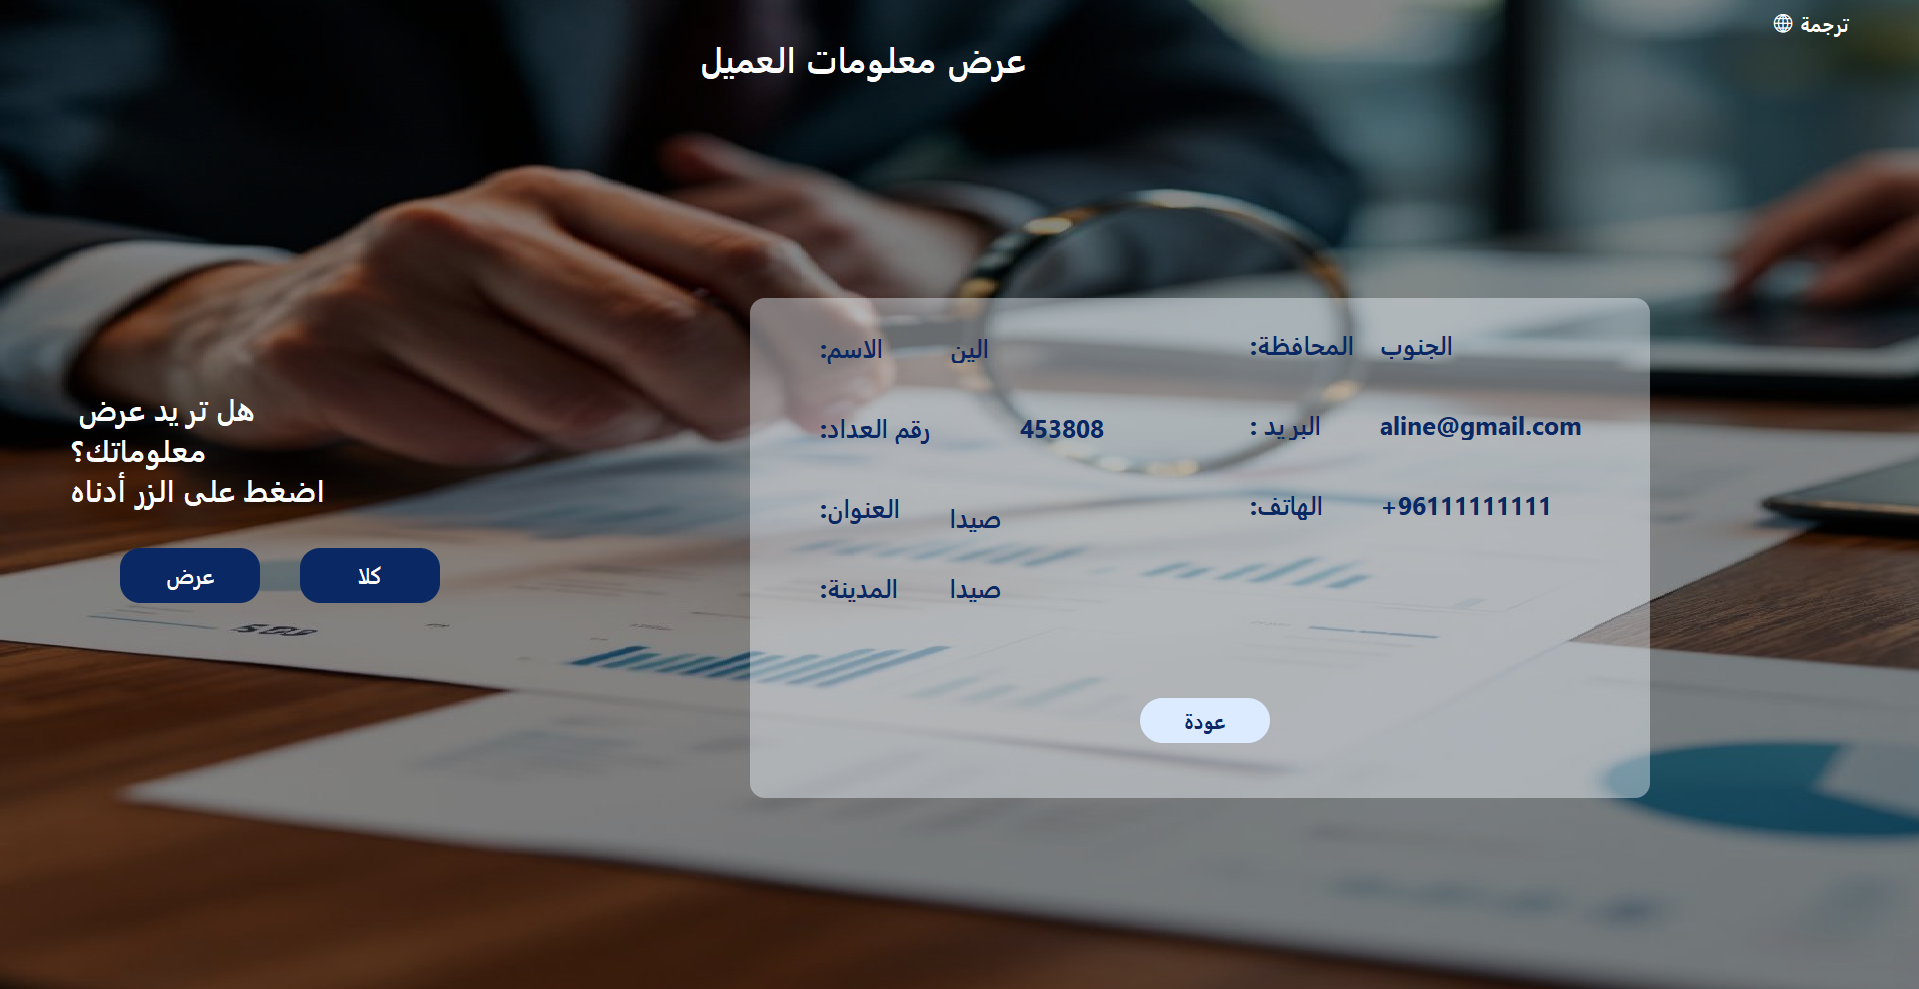 ترجمة
عرض معلومات العميل
هل تريد عرض
معلوماتك؟
اضغط على الزر أدناه
عرض
كلا
الاسم: الين
رقم العداد: 453808
العنوان: صيدا
المدينة: صيدا
المحافظة: الجنوب
البريد : aline@gmail.com
الهاتف: +96111111111
عودة